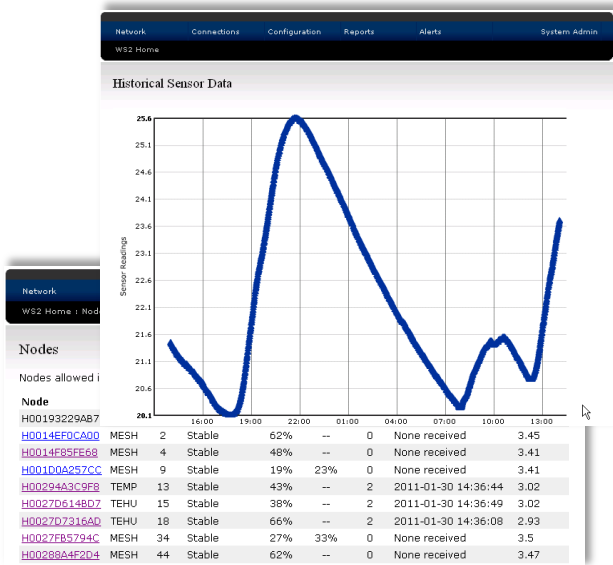 Network Connections Configuration Reports Alerts System Admin
WS2 Home
Historical Sensor Data
25.6
25.1
24.6
24.1
23.6
23.1
22.6
22.1
21.6
21.1
20.6
20.1
Sensor Readings
16:00 19:00 22:00 01:00 04:00 07:00 10:00 13:00
Network
WS2 Home : Nod
Nodes
Nodes allowed i
Node
H00193229AB7
H0014EF0CA00 MESH 2 Stable 62% -- 0 None received 3.45
H0014F85FE68 MESH 4 Stable 48% -- 0 None received 3.41
H001D0A257CC MESH 9 Stable 19% 23% 0 None received 3.41
H00294A3C9F8 TEMP 13 Stable 43% -- 2 2011-01-30 14:36:44 3.02
H0027D614BD7 TEHU 15 Stable 38% -- 2 2011-01-30 14:36:49 3.02
H0027D7316AD TEHU 18 Stable 66% -- 2 2011-01-30 14:36:08 2.93
H0027FB5794C MESH 34 Stable 27% 33% 0 None received 3.5
H00288A4F2D4 MESH 44 Stable 62% -- 0 None received 3.47